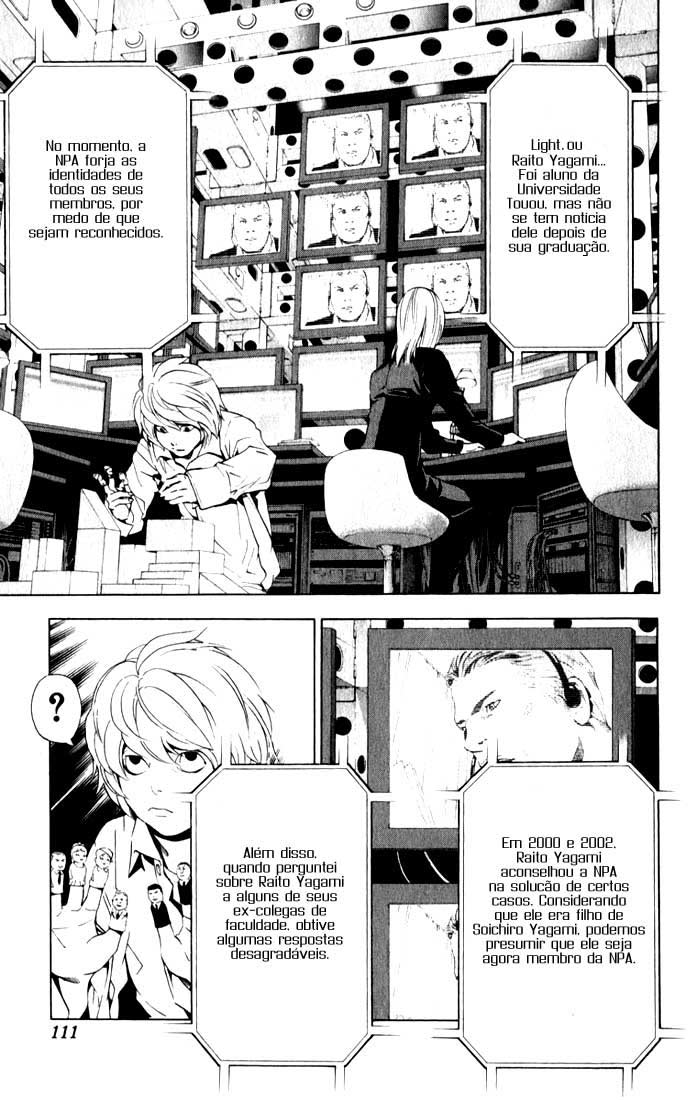 Light, ou
Raito Yagami...
Foi aluno da
Universidade
Touou, mas não
se tem noticia
dele depois de
sua graduação.
No momento, a
NPA forja as
identidades de
todos os seus
membros, por
medo de que
sejam reconhecidos.
Em 2000 e 2002,
Raito Yagami
aconselhou a NPA
na solucão de certos
casos. Considerando
que ele era filho de
Soichiro Yagami, podemos
presumir que ele seja
agora membro da NPA.
Além disso,
quando perguntei
sobre Raito Yagami
a alguns de seus
ex-colegas de
faculdade, obtive
algumas respostas
desagradáveis.
?
111